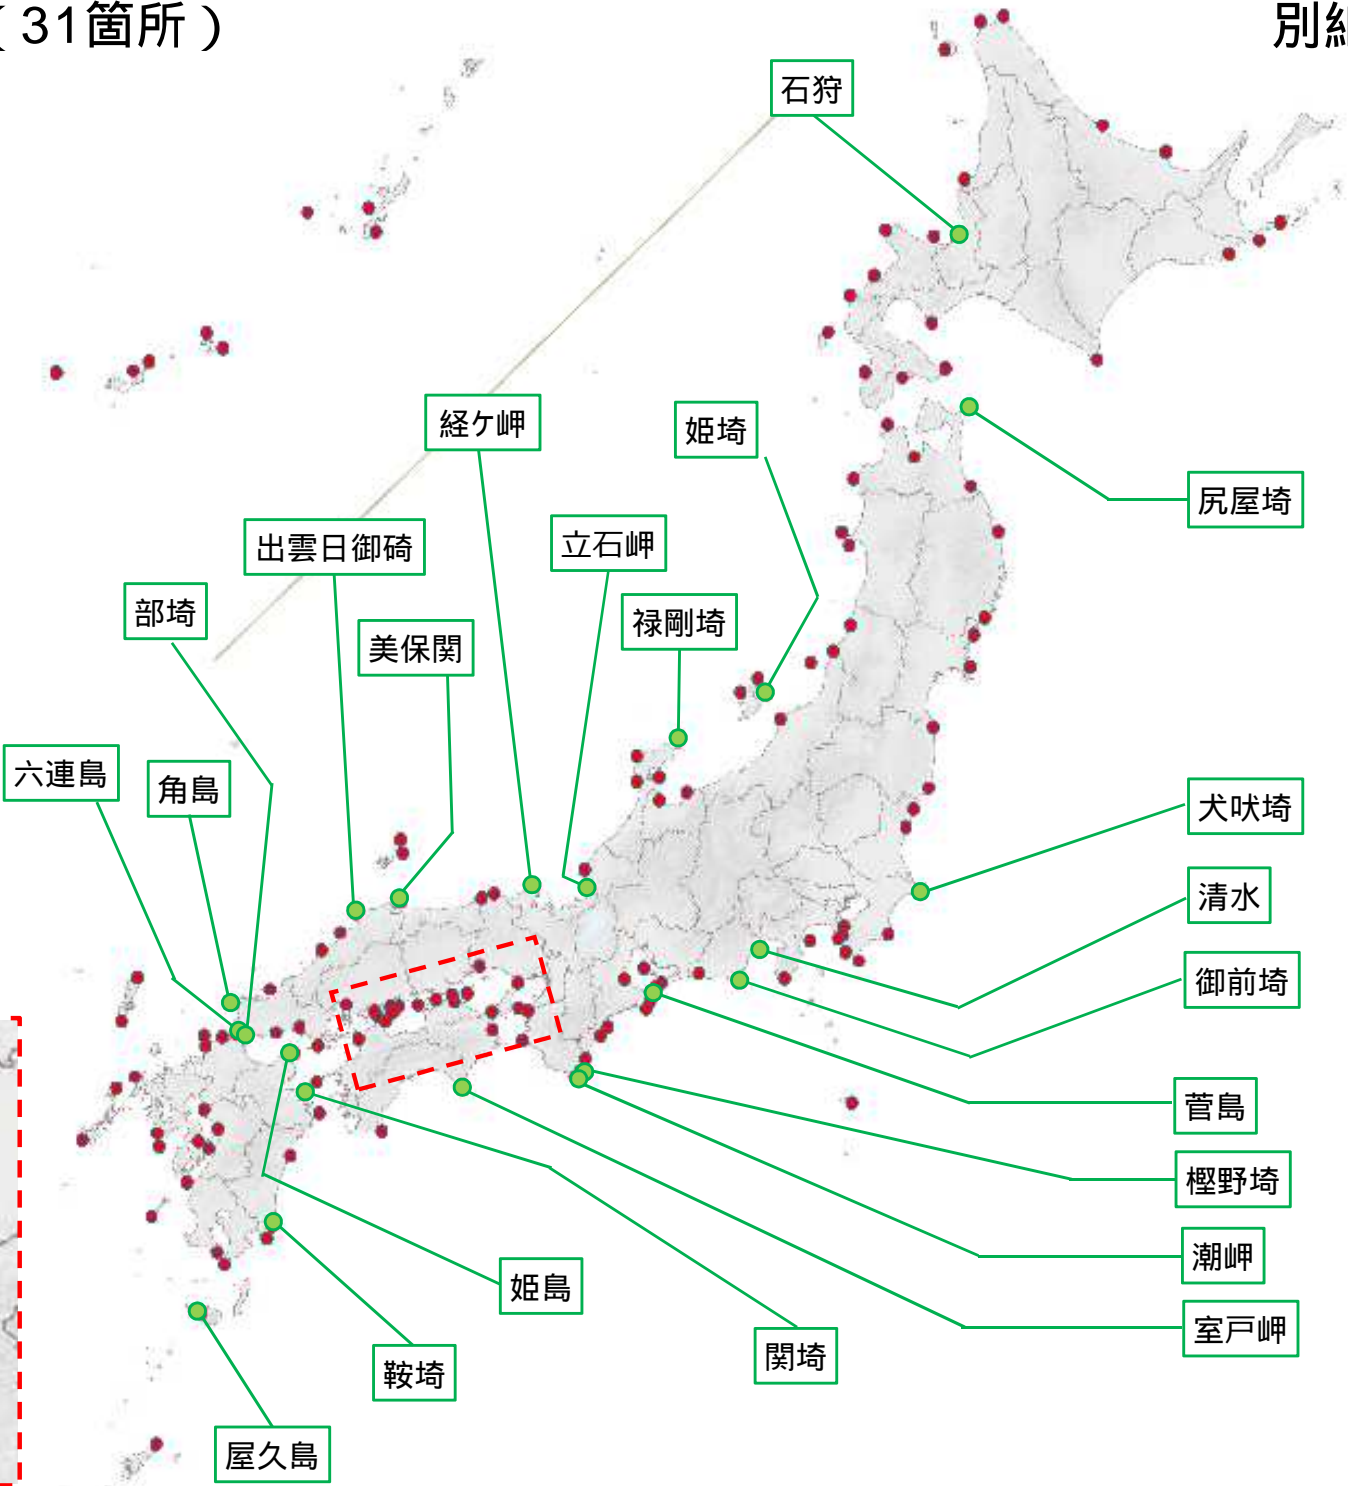 （31箇所）
別紙
石狩
経ケ岬
姫埼
尻屋埼
出雲日御碕
立石岬
部埼
禄剛埼
美保関
六連島
角島
犬吠埼
清水
御前埼
菅島
樫野埼
潮岬
姫島
室戸岬
関埼
鞍埼
屋久島